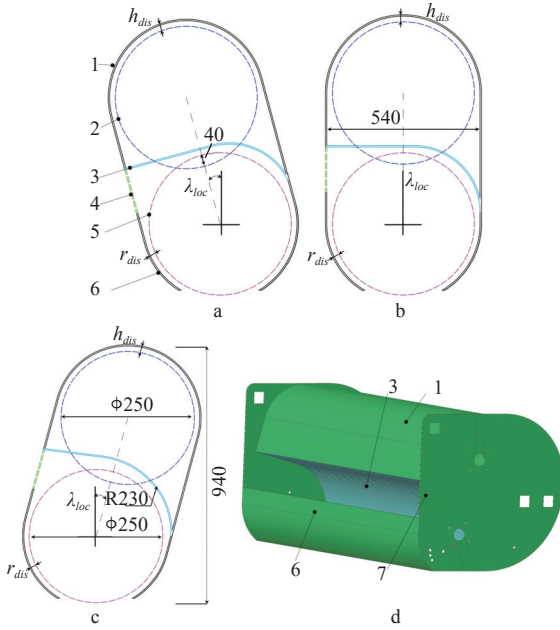 h_dis
1
2
40
3
λ_loc
4
5
r_dis
6
a
h_dis
540
λ_loc
r_dis
b
h_dis
Φ250
940
λ_loc
R230
Φ250
r_dis
c
1
3
6
7
d